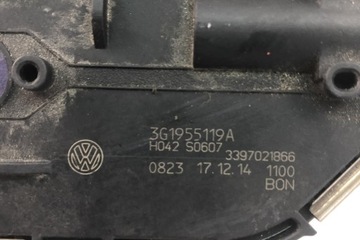 3G1955119A
H042 S0607 3397021866
0823 17.12.14 1100
BON